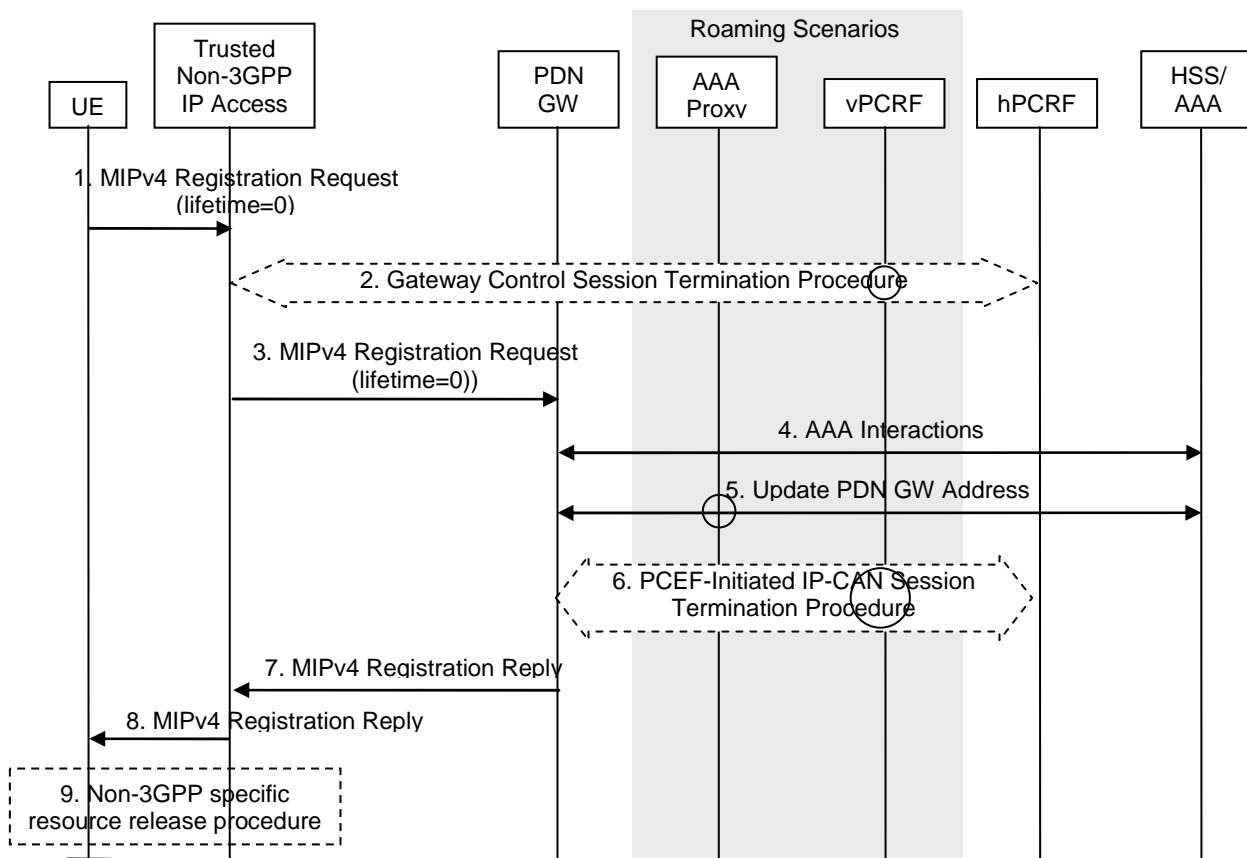 Roaming Scenarios
UE
Trusted
Non-3GPP
IP Access
PDN
GW
AAA
Proxy
vPCRF
hPCRF
HSS/
AAA
1. MIPv4 Registration Request
(lifetime=0)
2. Gateway Control Session Termination Procedure
3. MIPv4 Registration Request
(lifetime=0))
4. AAA Interactions
5. Update PDN GW Address
6. PCEF-Initiated IP-CAN Session
Termination Procedure
7. MIPv4 Registration Reply
8. MIPv4 Registration Reply
9. Non-3GPP specific
resource release procedure